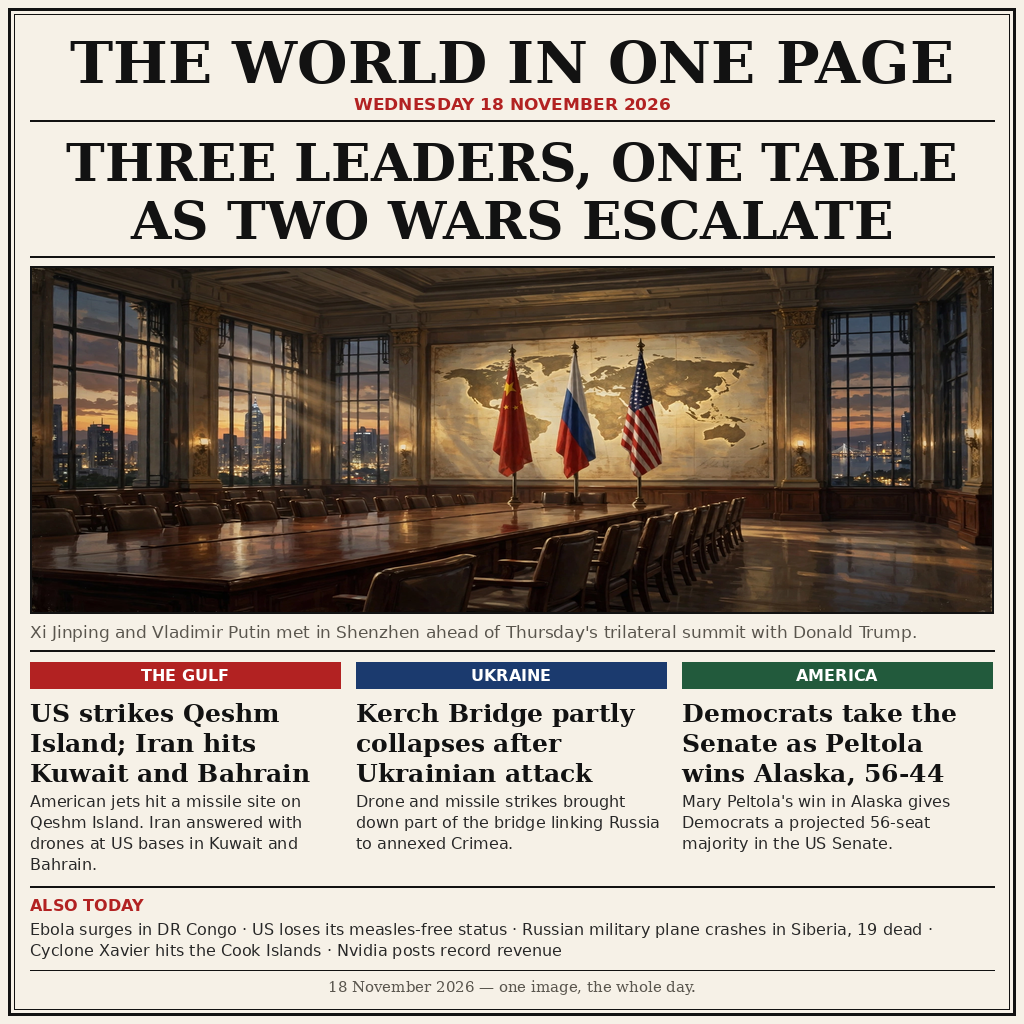 THE WORLD IN ONE PAGE
WEDNESDAY 18 NOVEMBER 2026
THREE LEADERS, ONE TABLE
AS TWO WARS ESCALATE
Xi Jinping and Vladimir Putin met in Shenzhen ahead of Thursday's trilateral summit with Donald Trump.
THE GULF
US strikes Qeshm
Island; Iran hits
Kuwait and Bahrain
American jets hit a missile site on
Qeshm Island. Iran answered with
drones at US bases in Kuwait and
Bahrain.
UKRAINE
Kerch Bridge partly
collapses after
Ukrainian attack
Drone and missile strikes brought
down part of the bridge linking Russia
to annexed Crimea.
AMERICA
Democrats take the
Senate as Peltola
wins Alaska, 56-44
Mary Peltola's win in Alaska gives
Democrats a projected 56-seat
majority in the US Senate.
ALSO TODAY
Ebola surges in DR Congo · US loses its measles-free status · Russian military plane crashes in Siberia, 19 dead ·
Cyclone Xavier hits the Cook Islands · Nvidia posts record revenue
18 November 2026 — one image, the whole day.